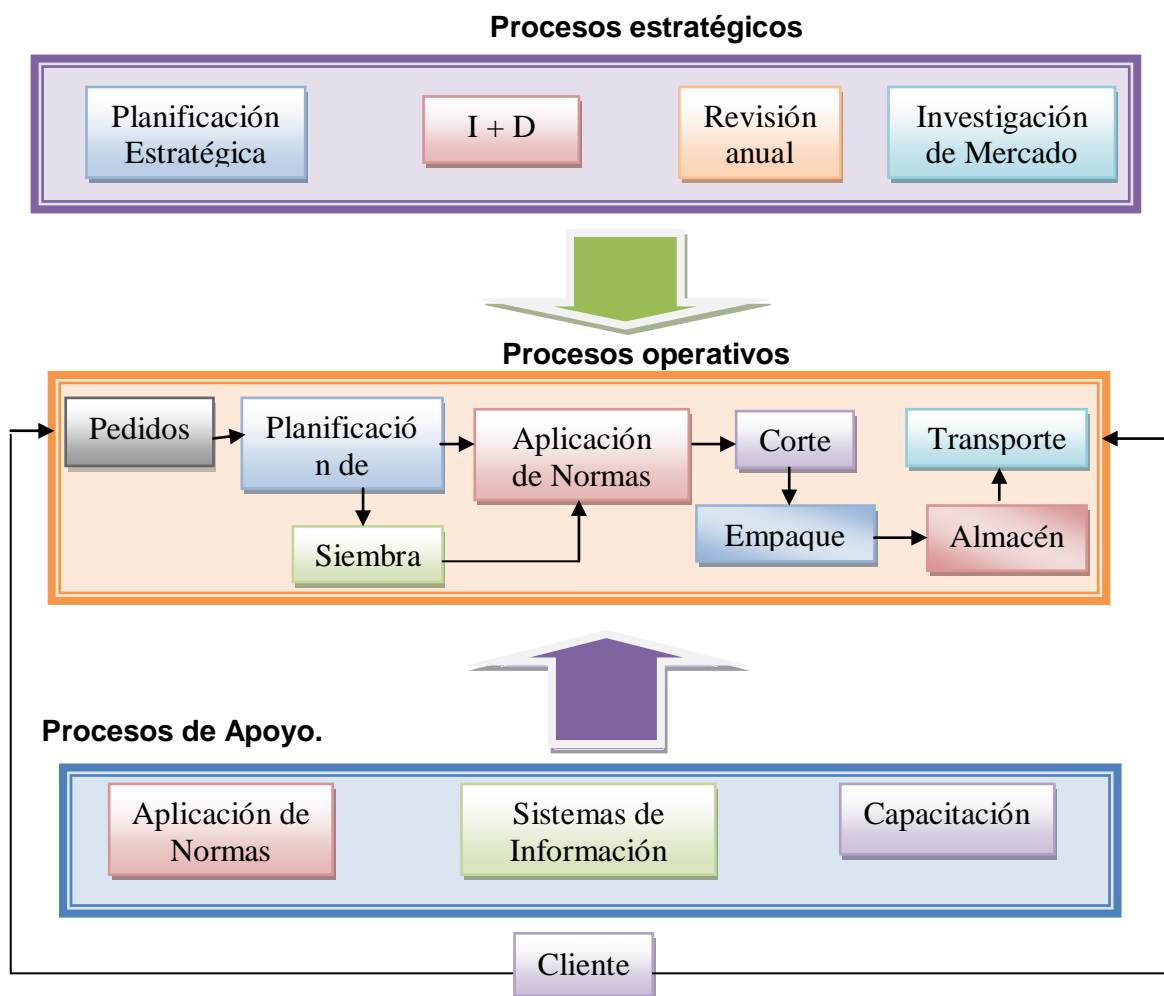 Procesos estratégicos
Planificación
Estratégica
I + D
Revisión
anual
Investigación
de Mercado
Procesos operativos
Pedidos
Planificació
n de
Aplicación
de Normas
Corte
Transporte
Siembra
Empaque
Almacén
Procesos de Apoyo.
Aplicación de
Normas
Sistemas de
Información
Capacitación
Cliente